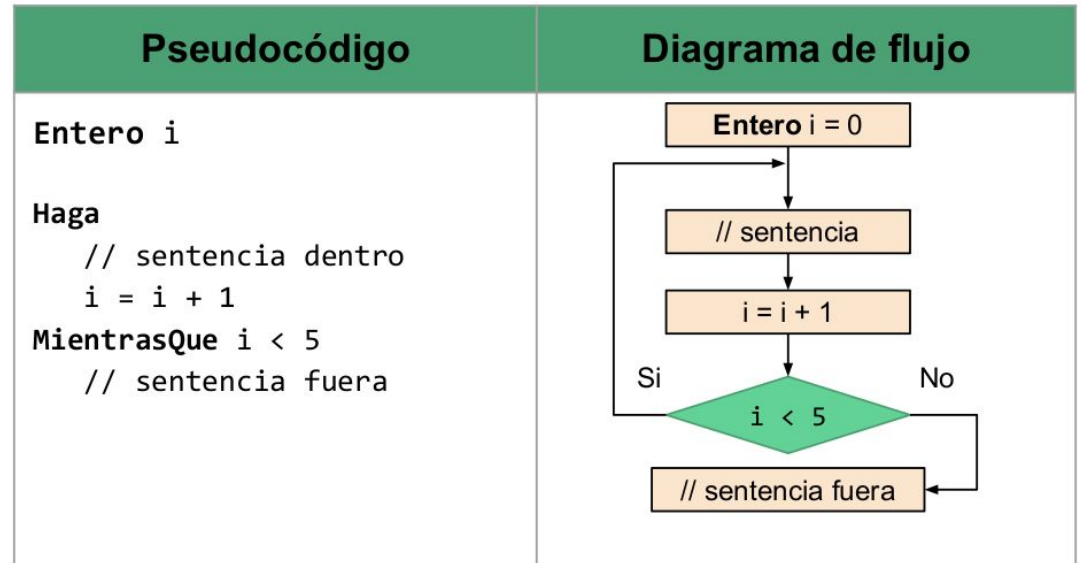 Pseudocódigo
Entero i
Haga
// sentencia dentro
i = i + 1
MientrasQue i < 5
// sentencia fuera
Diagrama de flujo
Entero i = 0
// sentencia
i = i + 1
Si
No
i < 5
// sentencia fuera